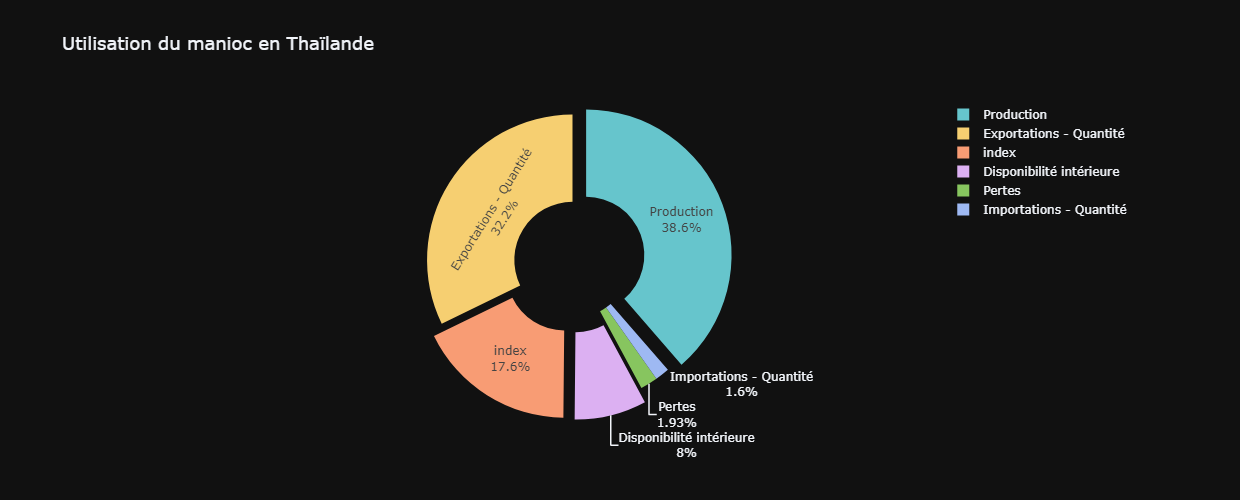 Utilisation du manioc en Thaïlande
Production
Exportations - Quantité
index
Disponibilité intérieure
Pertes
Importations - Quantité
Exportations - Quantité
32.2%
Production
38.6%
index
17.6%
Importations - Quantité
1.6%
Pertes
1.93%
Disponibilité intérieure
8%